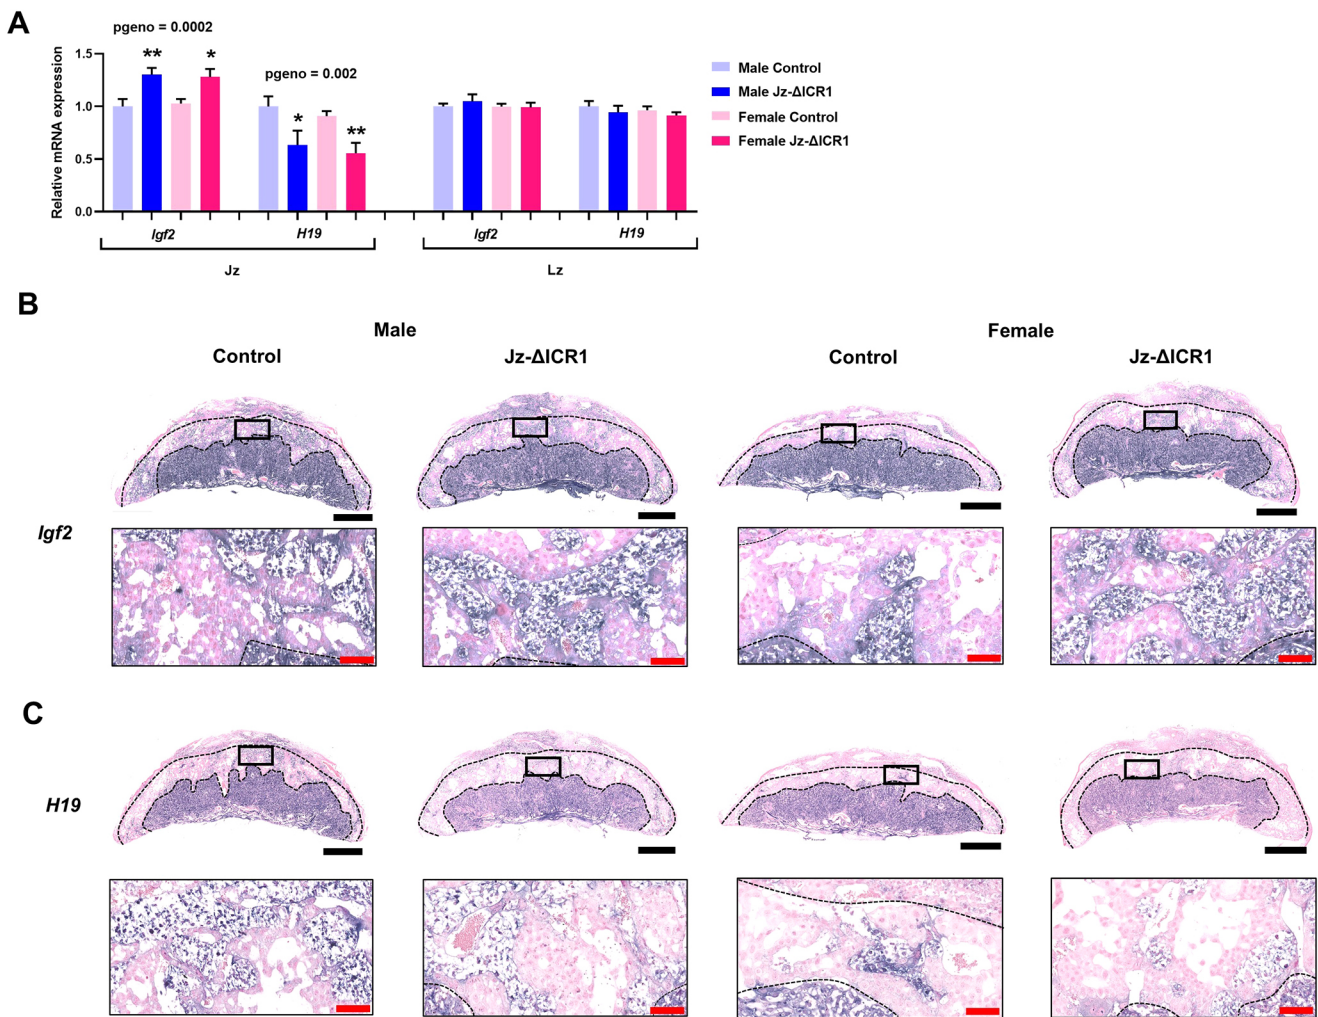 A
pgeno = 0.0002
pgeno = 0.002
** * * **
Relative mRNA expression
1.5
1.0
0.5
0.0
Igf2 H19 Igf2 H19
Jz Lz
Male Control
Male Jz-ΔICR1
Female Control
Female Jz-ΔICR1
B
Male Female
Control Jz-ΔICR1 Control Jz-ΔICR1
Igf2
C
H19